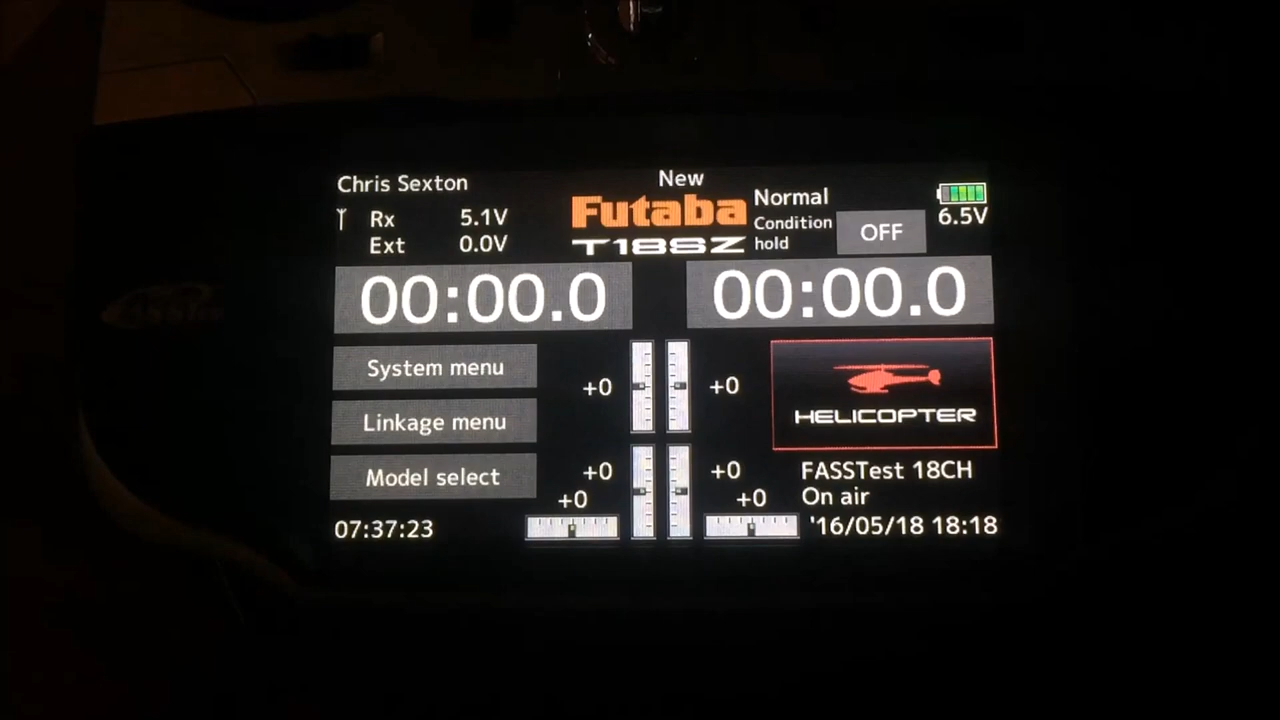 Chris Sexton
New
Rx 5.1V
Ext 0.0V
Futaba
T18SZ
Normal
Condition
hold
OFF
6.5V
00:00.0
00:00.0
System menu
Linkage menu
Model select
07:37:23
+0
+0
+0
+0
+0
+0
HELICOPTER
FASSTest 18CH
On air
'16/05/18 18:18